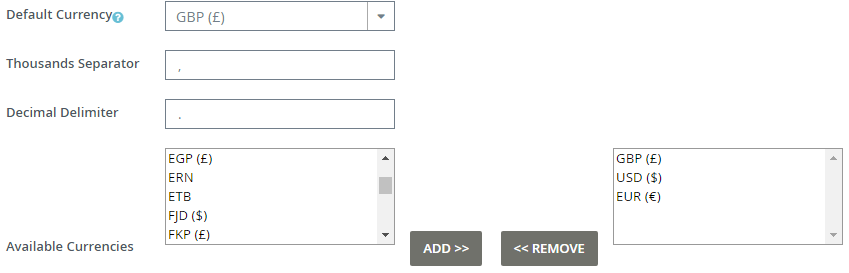 Default Currency?
GBP (£)
Thousands Separator
,
Decimal Delimiter
.
Available Currencies
EGP (£)
ERN
ETB
FJD ($)
FKP (£)
ADD >>
<< REMOVE
GBP (£)
USD ($)
EUR (€)